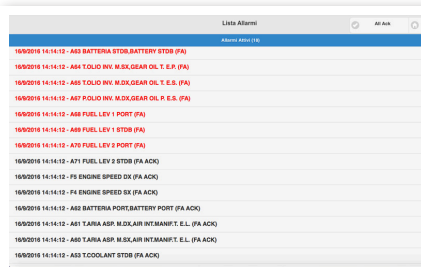 Lista Allarmi
All Ack
Allarmi Attivi (16)
16/9/2016 14:14:12 - A63 BATTERIA STDB,BATTERY STDB (FA)
16/9/2016 14:14:12 - A64 T.OLIO INV. M.SX,GEAR OIL T. E.P. (FA)
16/9/2016 14:14:12 - A65 T.OLIO INV. M.DX,GEAR OIL T. E.S. (FA)
16/9/2016 14:14:12 - A67 P.OLIO INV. M.DX,GEAR OIL P. E.S. (FA)
16/9/2016 14:14:12 - A68 FUEL LEV 1 PORT (FA)
16/9/2016 14:14:12 - A69 FUEL LEV 1 STDB (FA)
16/9/2016 14:14:12 - A70 FUEL LEV 2 PORT (FA)
16/9/2016 14:14:12 - A71 FUEL LEV 2 STDB (FA ACK)
16/9/2016 14:14:12 - F5 ENGINE SPEED DX (FA ACK)
16/9/2016 14:14:12 - F4 ENGINE SPEED SX (FA ACK)
16/9/2016 14:14:12 - A62 BATTERIA PORT,BATTERY PORT (FA ACK)
16/9/2016 14:14:12 - A61 T.ARIA ASP. M.DX,AIR INT.MANIF.T. E.L. (FA ACK)
16/9/2016 14:14:12 - A60 T.ARIA ASP. M.SX,AIR INT.MANIF.T. E.L. (FA ACK)
16/9/2016 14:14:12 - A53 T.COOLANT STDB (FA ACK)